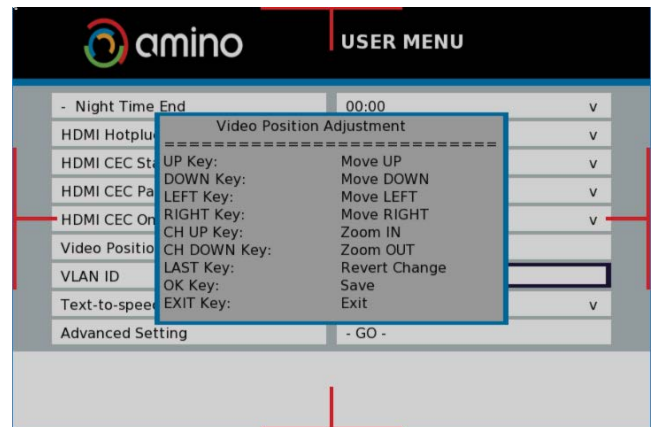 amino
USER MENU
- Night Time End 00:00 v
HDMI Hotplu v
HDMI CEC Sta v
HDMI CEC Pa v
HDMI CEC On v
Video Positio
VLAN ID
Text-to-speed v
Advanced Setting - GO -
Video Position Adjustment
============================
UP Key: Move UP
DOWN Key: Move DOWN
LEFT Key: Move LEFT
RIGHT Key: Move RIGHT
CH UP Key: Zoom IN
CH DOWN Key: Zoom OUT
LAST Key: Revert Change
OK Key: Save
EXIT Key: Exit